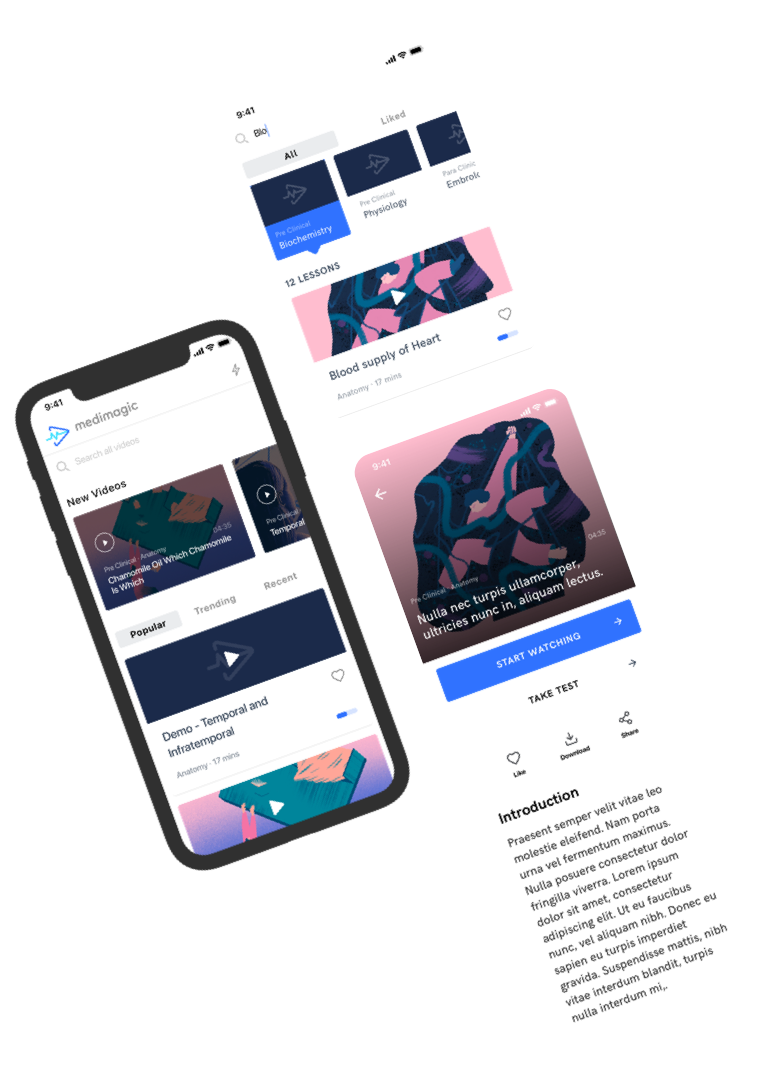 9:41
Bio
All
Liked
Pre Clinical
Biochemistry
Pre Clinical
Physiology
Para Clinic
Embrolo
12 LESSONS
Blood supply of Heart
Anatomy · 17 mins
9:41
medimagic
Search all videos
New Videos
04:35
Pre Clinical · Anatomy
Chamomile Oil Which Chamomile
Is Which
Pre Clinical
Temporal
Popular
Trending
Recent
Demo - Temporal and
Infratemporal
Anatomy · 17 mins
9:41
04:35
Pre Clinical · Anatomy
Nulla nec turpis ullamcorper,
ultricies nunc in, aliquam lectus.
START WATCHING
TAKE TEST
Like
Download
Share
Introduction
Praesent semper velit vitae leo
molestie eleifend. Nam porta
urna vel fermentum maximus.
Nulla posuere consectetur dolor
fringilla viverra. Lorem ipsum
dolor sit amet, consectetur
adipiscing elit. Ut eu faucibus
nunc, vel aliquam nibh. Donec eu
sapien eu turpis imperdiet
gravida. Suspendisse mattis, nibh
vitae interdum blandit, turpis
nulla interdum mi,.